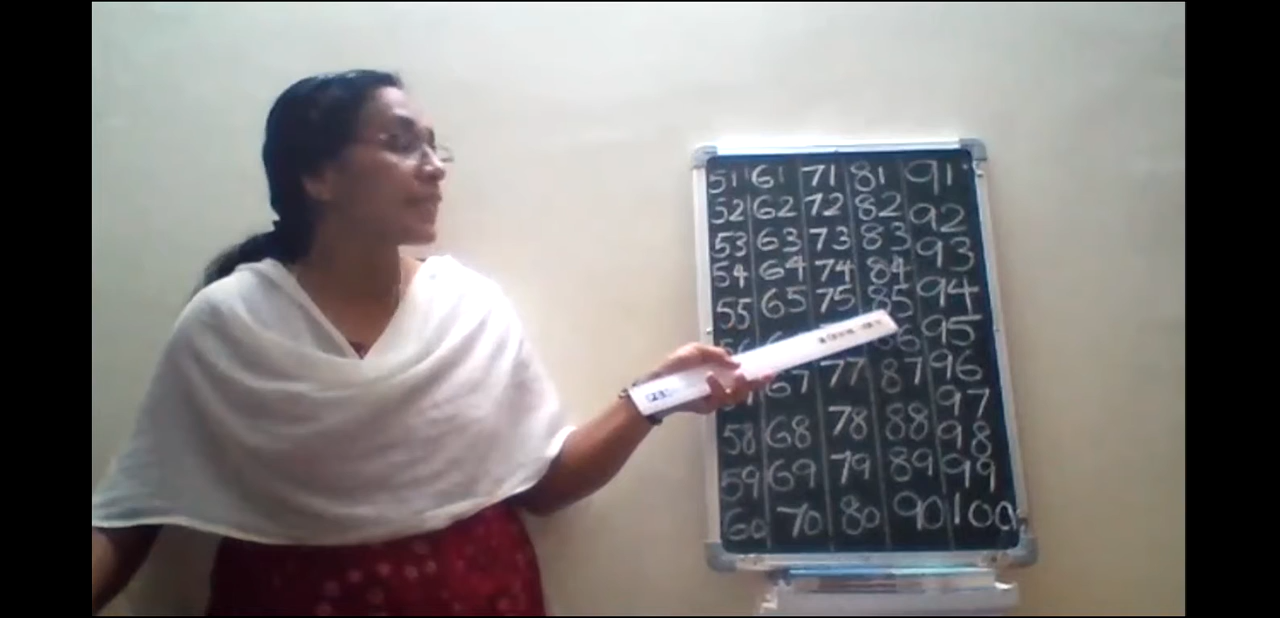 51 61 71 81 91
52 62 72 82 92
53 63 73 83 93
54 64 74 84 94
55 65 75 85 95
96
67 77 87 97
58 68 78 88 98
59 69 79 89 99
60 70 80 90 100